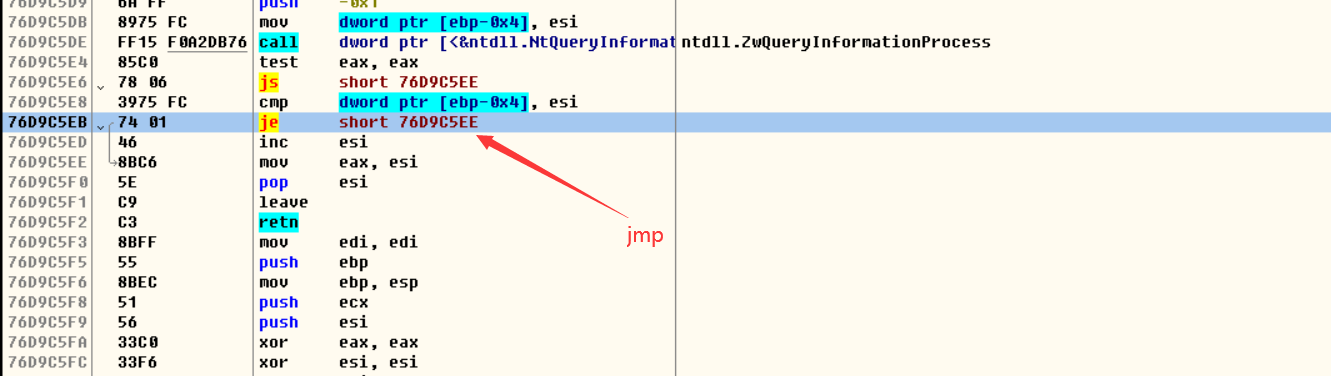 76D9C5D9 6A FF push -0x1
76D9C5DB 8975 FC mov dword ptr [ebp-0x4], esi
76D9C5DE FF15 F0A2DB76 call dword ptr [<&ntdll.NtQueryInformat ntdll.ZwQueryInformationProcess
76D9C5E4 85C0 test eax, eax
76D9C5E6 78 06 js short 76D9C5EE
76D9C5E8 3975 FC cmp dword ptr [ebp-0x4], esi
76D9C5EB 74 01 je short 76D9C5EE
76D9C5ED 46 inc esi
76D9C5EE 8BC6 mov eax, esi
76D9C5F0 5E pop esi
76D9C5F1 C9 leave
76D9C5F2 C3 retn
jmp
76D9C5F3 8BFF mov edi, edi
76D9C5F5 55 push ebp
76D9C5F6 8BEC mov ebp, esp
76D9C5F8 51 push ecx
76D9C5F9 56 push esi
76D9C5FA 33C0 xor eax, eax
76D9C5FC 33F6 xor esi, esi